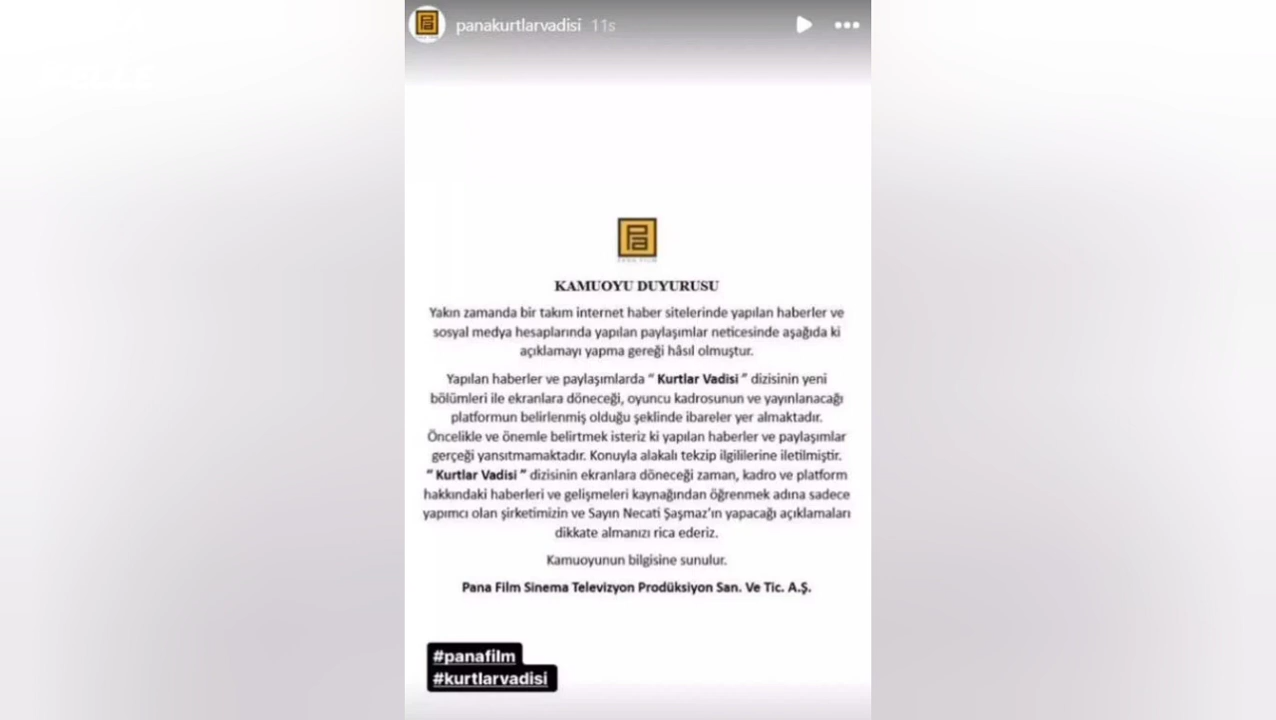 panakurtlarvadisi 11s
KAMUOYU DUYURUSU
Yakın zamanda bir takım internet haber sitelerinde yapılan haberler ve
sosyal medya hesaplarında yapılan paylaşımlar neticesinde aşağıda ki
açıklamayı yapma gereği hâsıl olmuştur.
Yapılan haberler ve paylaşımlarda “ Kurtlar Vadisi ” dizisinin yeni
bölümleri ile ekranlara döneceği, oyuncu kadrosunun ve yayınlanacağı
platformun belirlenmiş olduğu şeklinde ibareler yer almaktadır.
Öncelikle ve önemle belirtmek isteriz ki yapılan haberler ve paylaşımlar
gerçeği yansıtmamaktadır. Konuyla alakalı tekzip ilgililerine iletilmiştir.
“ Kurtlar Vadisi ” dizisinin ekranlara döneceği zaman, kadro ve platform
hakkındaki haberleri ve gelişmeleri kaynağından öğrenmek adına sadece
yapımcı olan şirketimizin ve Sayın Necati Şaşmaz’ın yapacağı açıklamaları
dikkate almanızı rica ederiz.
Kamuoyunun bilgisine sunulur.
Pana Film Sinema Televizyon Prodüksiyon San. Ve Tic. A.Ş.
#panafilm
#kurtlarvadisi